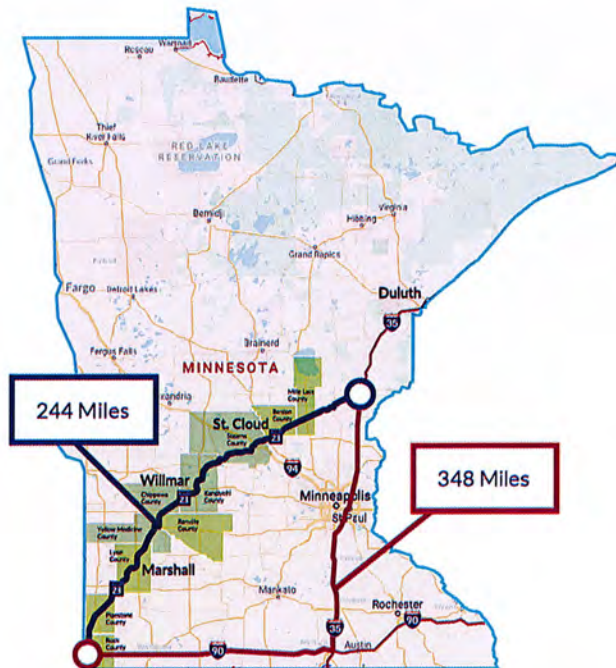 Roseau
Warroad
Baudette
Thief
River Falls
RED LAKE
RESERVATION
Grand Forks
Bemidji
Virginia
Hibbing
Grand Rapids
Fargo
Detroit Lakes
Duluth
35
Brainerd
Fergus Falls
MINNESOTA
Mille Lacs
County
244 Miles
St. Cloud
Benton
County
Stearns
County
23
94
348 Miles
Willmar
23
Chippewa
County
Kandiyohi
County
Minneapolis
St Paul
Yellow Medicine
County
Renville
County
Lyon
County
Marshall
23
Mankato
Rochester
Pipestone
County
35
Austin
90
Rock
County
90